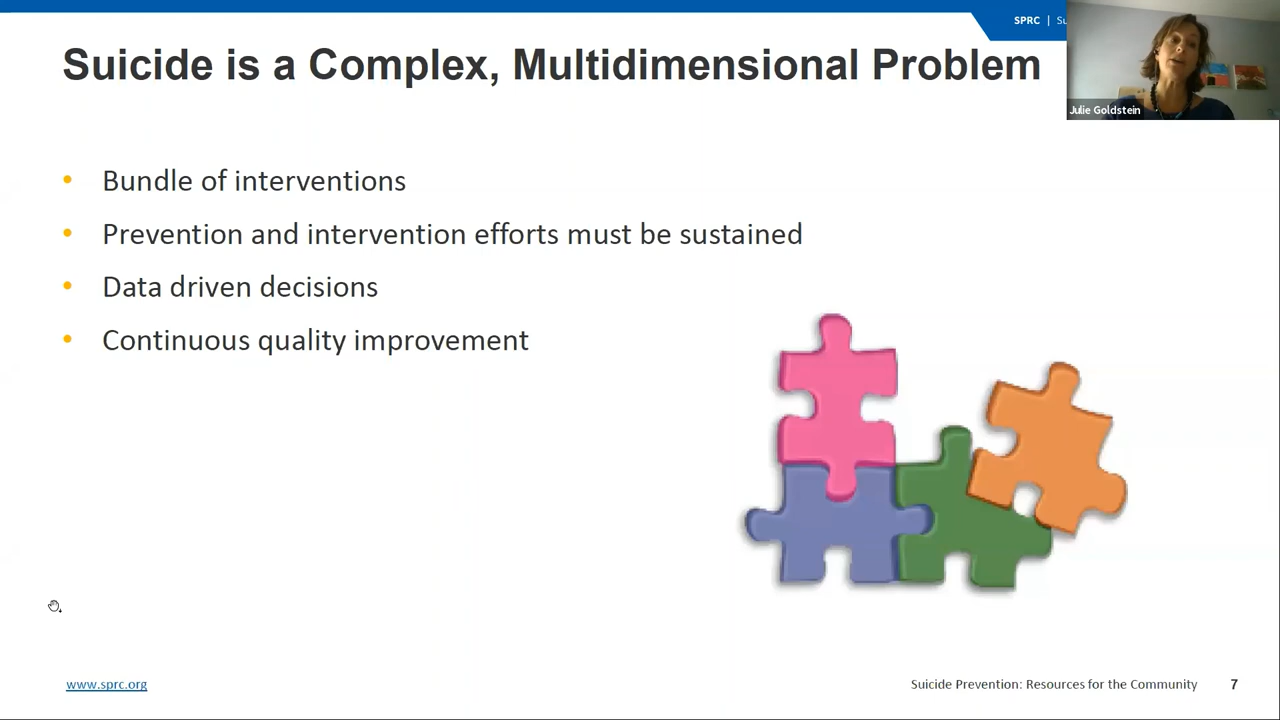 SPRC | Su
Suicide is a Complex, Multidimensional Problem
Julie Goldstein
• Bundle of interventions
• Prevention and intervention efforts must be sustained
• Data driven decisions
• Continuous quality improvement
www.sprc.org
Suicide Prevention: Resources for the Community 7